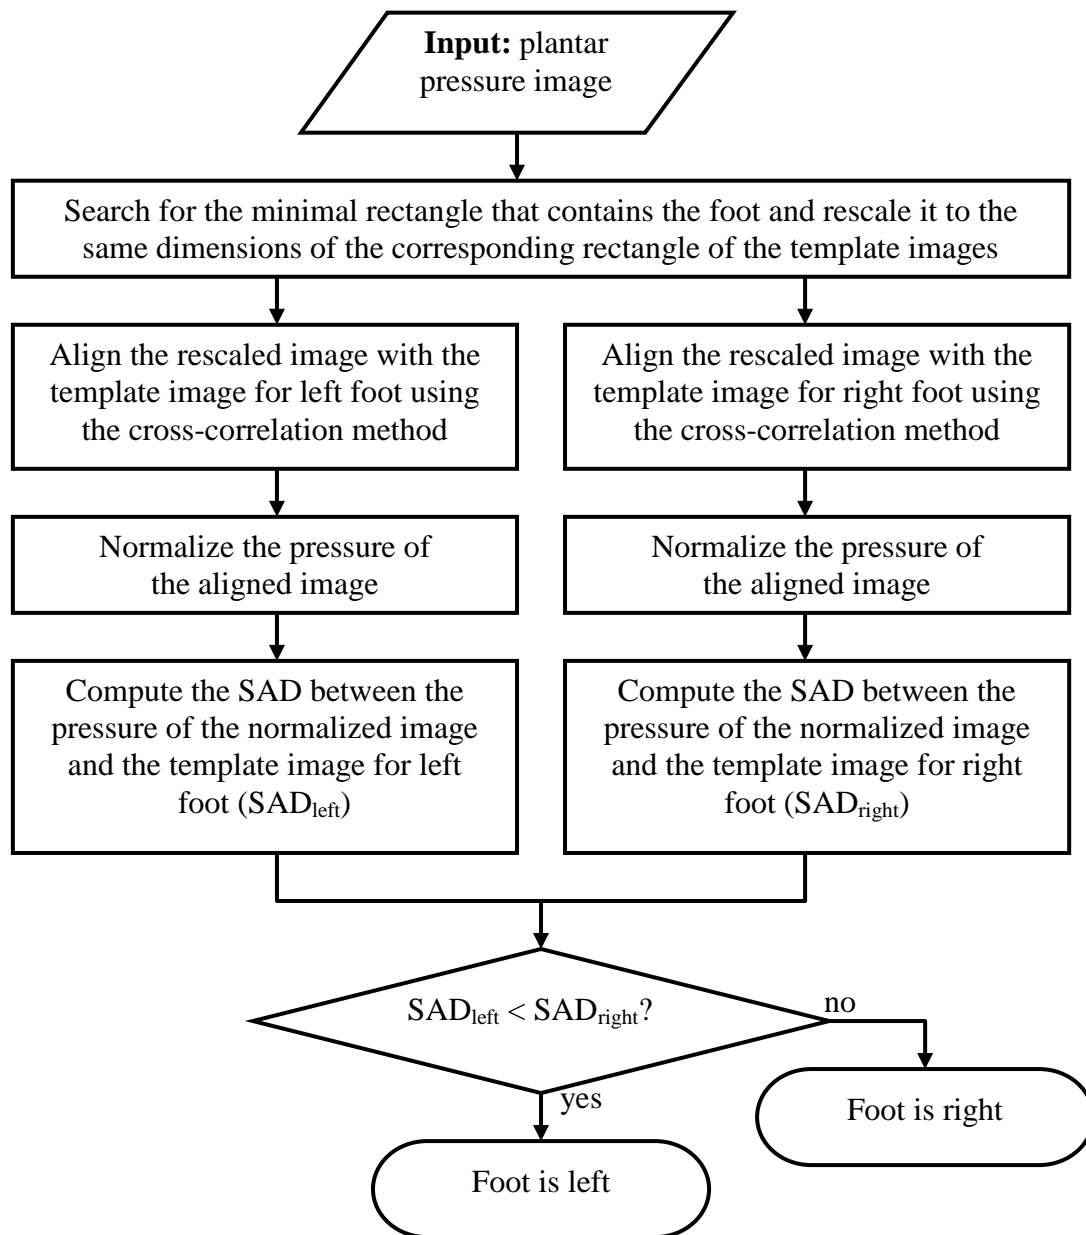 Input: plantar
pressure image
Search for the minimal rectangle that contains the foot and rescale it to the
same dimensions of the corresponding rectangle of the template images
Align the rescaled image with the
template image for left foot using
the cross-correlation method
Align the rescaled image with the
template image for right foot using
the cross-correlation method
Normalize the pressure of
the aligned image
Normalize the pressure of
the aligned image
Compute the SAD between the
pressure of the normalized image
and the template image for left
foot (SADleft)
Compute the SAD between the
pressure of the normalized image
and the template image for right
foot (SADright)
SADleft < SADright?
no
yes
Foot is right
Foot is left